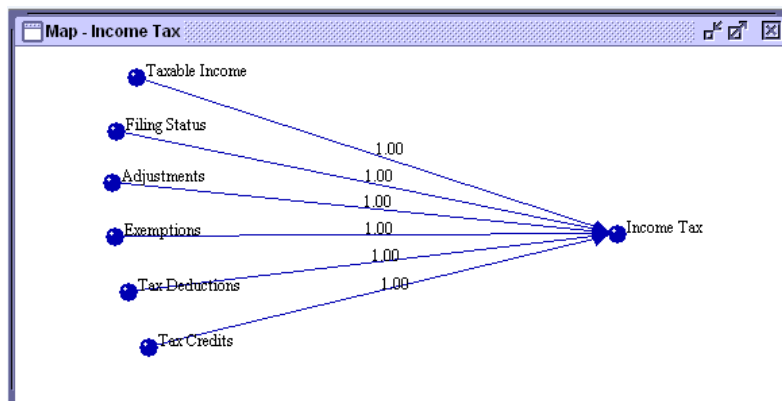 Map - Income Tax
Taxable Income
1.00
Filing Status
1.00
Adjustments
1.00
Exemptions
1.00
Income Tax
1.00
Tax Deductions
1.00
Tax Credits